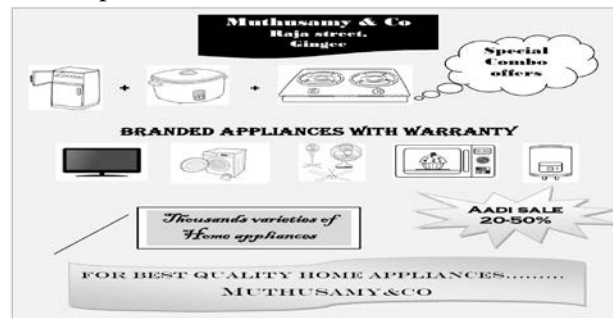 Muthusamy & Co
Raja street,
Gingee
Special
Combo
offers
+ +
BRANDED APPLIANCES WITH WARRANTY
Thousands varieties of
Home appliances
AADI SALE
20-50%
FOR BEST QUALITY HOME APPLIANCES.........
MUTHUSAMY&CO